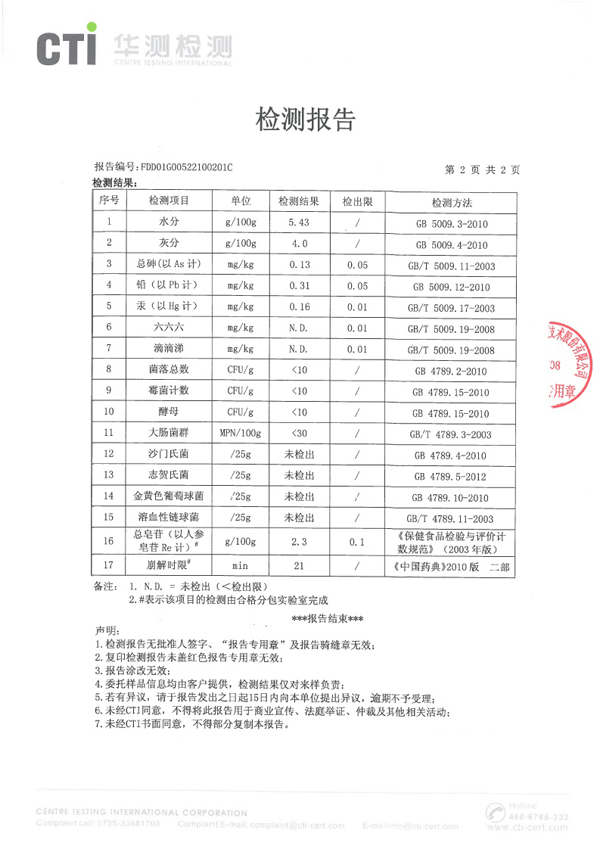 CTi 华测检测
CENTRE TESTING INTERNATIONAL
检测报告
报告编号:FDD01G00522100201C 第 2 页 共 2 页
检测结果:
序号 检测项目 单位 检测结果 检出限 检测方法
1 水分 g/100g 5.43 / GB 5009.3-2010
2 灰分 g/100g 4.0 / GB 5009.4-2010
3 总砷(以 As 计) mg/kg 0.13 0.05 GB/T 5009.11-2003
4 铅（以 Pb 计） mg/kg 0.31 0.05 GB 5009.12-2010
5 汞（以 Hg 计） mg/kg 0.16 0.01 GB/T 5009.17-2003
6 六六六 mg/kg N.D. 0.01 GB/T 5009.19-2008
7 滴滴涕 mg/kg N.D. 0.01 GB/T 5009.19-2008
8 菌落总数 CFU/g <10 / GB 4789.2-2010
9 霉菌计数 CFU/g <10 / GB 4789.15-2010
10 酵母 CFU/g <10 / GB 4789.15-2010
11 大肠菌群 MPN/100g <30 / GB/T 4789.3-2003
12 沙门氏菌 /25g 未检出 / GB 4789.4-2010
13 志贺氏菌 /25g 未检出 / GB 4789.5-2012
14 金黄色葡萄球菌 /25g 未检出 / GB 4789.10-2010
15 溶血性链球菌 /25g 未检出 / GB/T 4789.11-2003
16 总皂苷（以人参皂苷 Re 计）# g/100g 2.3 0.1 《保健食品检验与评价计数规范》（2003 年版）
17 崩解时限# min 21 / 《中国药典》2010 版 二部
备注： 1. N.D. = 未检出（＜检出限）
2.#表示该项目的检测由合格分包实验室完成
***报告结束***
声明：
1.检测报告无批准人签字、“报告专用章”及报告骑缝章无效；
2.复印检测报告未盖红色报告专用章无效；
3.报告涂改无效；
4.委托样品信息均由客户提供，检测结果仅对来样负责；
5.若有异议，请于报告发出之日起15日内向本单位提出异议，逾期不予受理；
6.未经CTI同意，不得将此报告用于商业宣传、法庭举证、仲裁及其他相关活动；
7.未经CTI书面同意，不得部分复制本报告。
技术股份有限公司
08
专用章
CENTRE TESTING INTERNATIONAL CORPORATION
Complaint call: 0755-33681700 Complaint E-mail: complaint@cti-cert.com E-mail:info@cti-cert.com
Hotline
400-6788-333
www.cti-cert.com